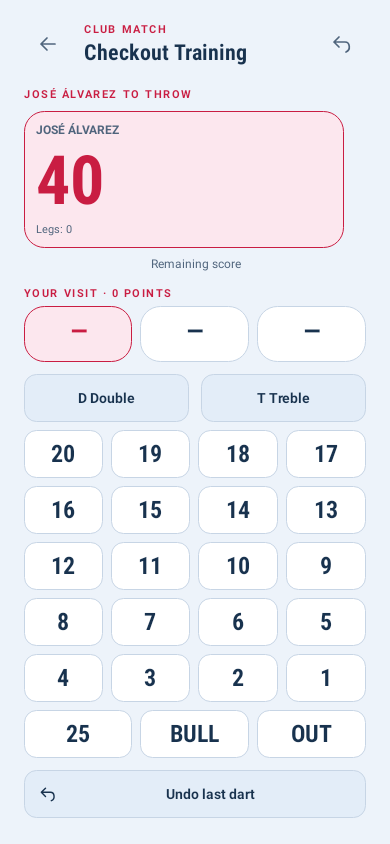 CLUB MATCH
Checkout Training
JOSÉ ÁLVAREZ TO THROW
JOSÉ ÁLVAREZ
40
Legs: 0
Remaining score
YOUR VISIT · 0 POINTS
– – –
D Double T Treble
20 19 18 17
16 15 14 13
12 11 10 9
8 7 6 5
4 3 2 1
25 BULL OUT
Undo last dart